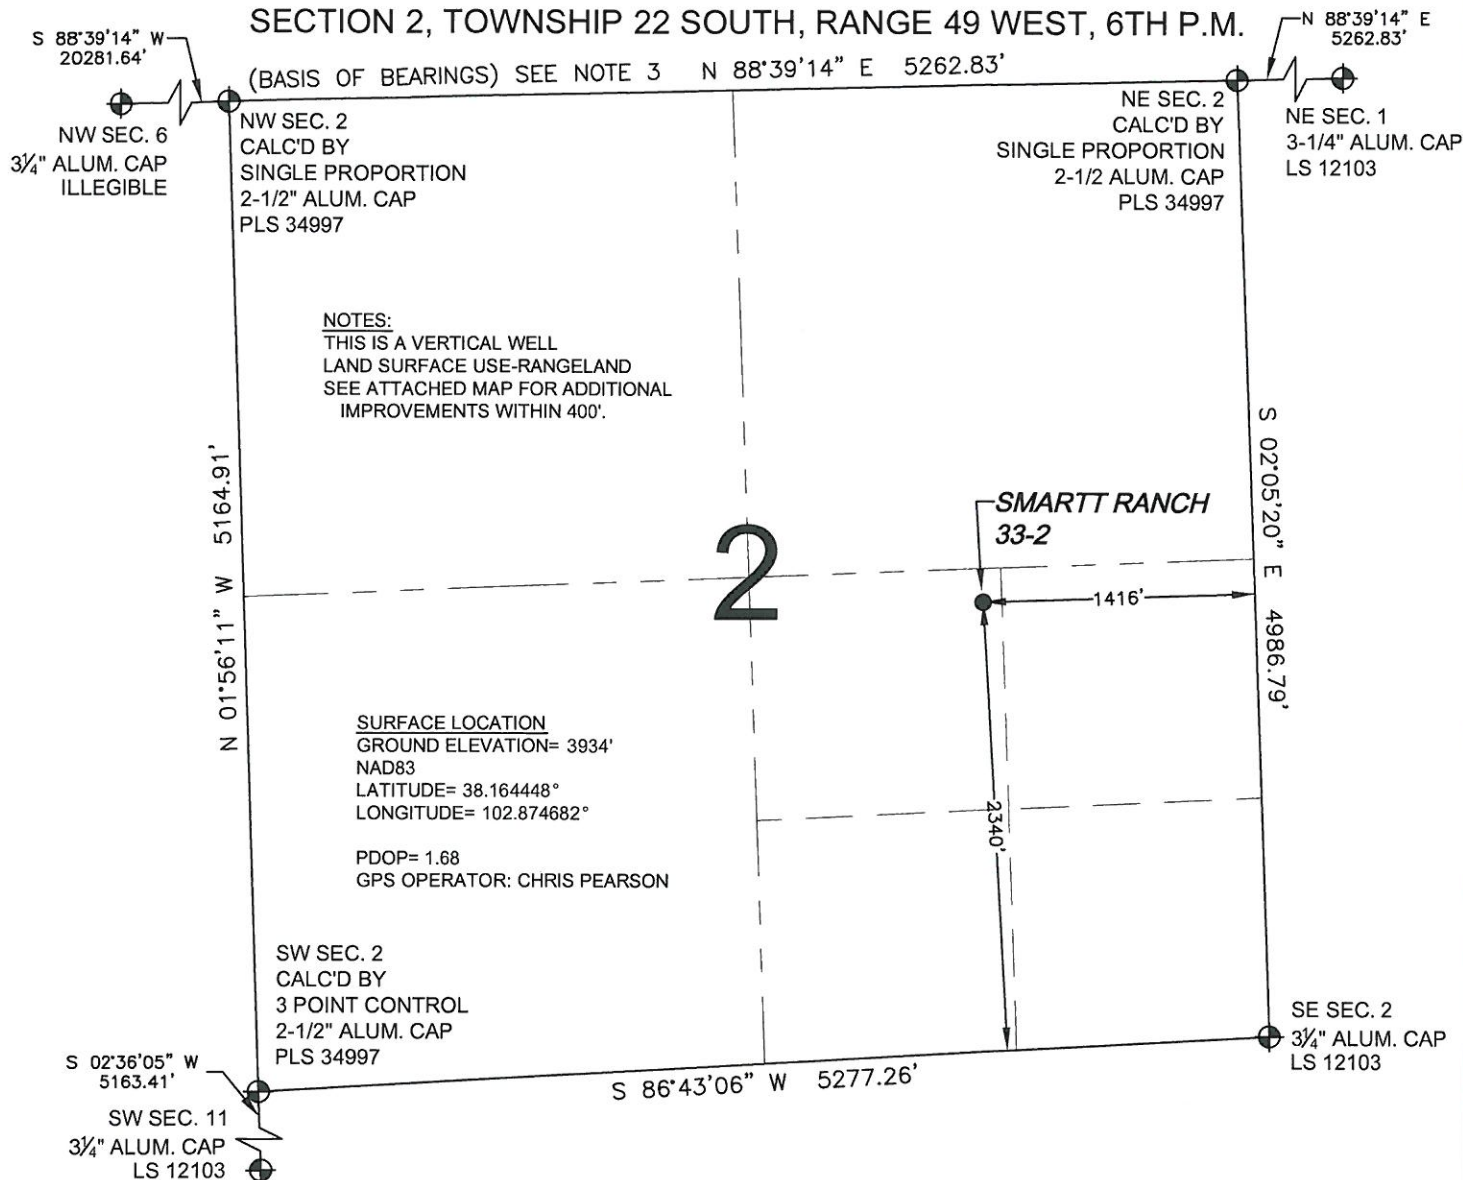 SECTION 2, TOWNSHIP 22 SOUTH, RANGE 49 WEST, 6TH P.M.
S 88°39'14" W
20281.64'
N 88°39'14" E
5262.83'
(BASIS OF BEARINGS) SEE NOTE 3 N 88°39'14" E 5262.83'
NW SEC. 6
3¼" ALUM. CAP
ILLEGIBLE
NW SEC. 2
CALC'D BY
SINGLE PROPORTION
2-1/2" ALUM. CAP
PLS 34997
NE SEC. 2
CALC'D BY
SINGLE PROPORTION
2-1/2 ALUM. CAP
PLS 34997
NE SEC. 1
3-1/4" ALUM. CAP
LS 12103
NOTES:
THIS IS A VERTICAL WELL
LAND SURFACE USE-RANGELAND
SEE ATTACHED MAP FOR ADDITIONAL
IMPROVEMENTS WITHIN 400'.
N 01°56'11" W 5164.91'
S 02°05'20" E 4986.79'
SMARTT RANCH
33-2
2
1416'
2340'
SURFACE LOCATION
GROUND ELEVATION= 3934'
NAD83
LATITUDE= 38.164448°
LONGITUDE= 102.874682°
PDOP= 1.68
GPS OPERATOR: CHRIS PEARSON
SW SEC. 2
CALC'D BY
3 POINT CONTROL
2-1/2" ALUM. CAP
PLS 34997
SE SEC. 2
3¼" ALUM. CAP
LS 12103
S 02°36'05" W
5163.41'
S 86°43'06" W 5277.26'
SW SEC. 11
3¼" ALUM. CAP
LS 12103